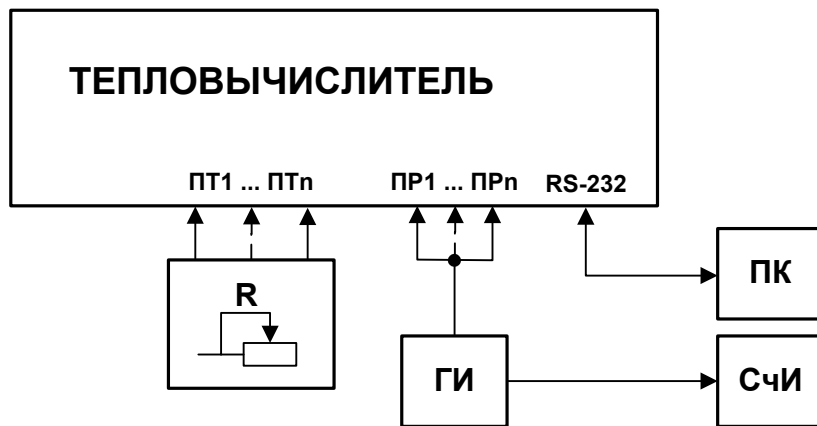 ТЕПЛОВЫЧИСЛИТЕЛЬ
ПТ1 ... ПТn ПР1 ... ПРn RS-232
ПК
R
ГИ СчИ